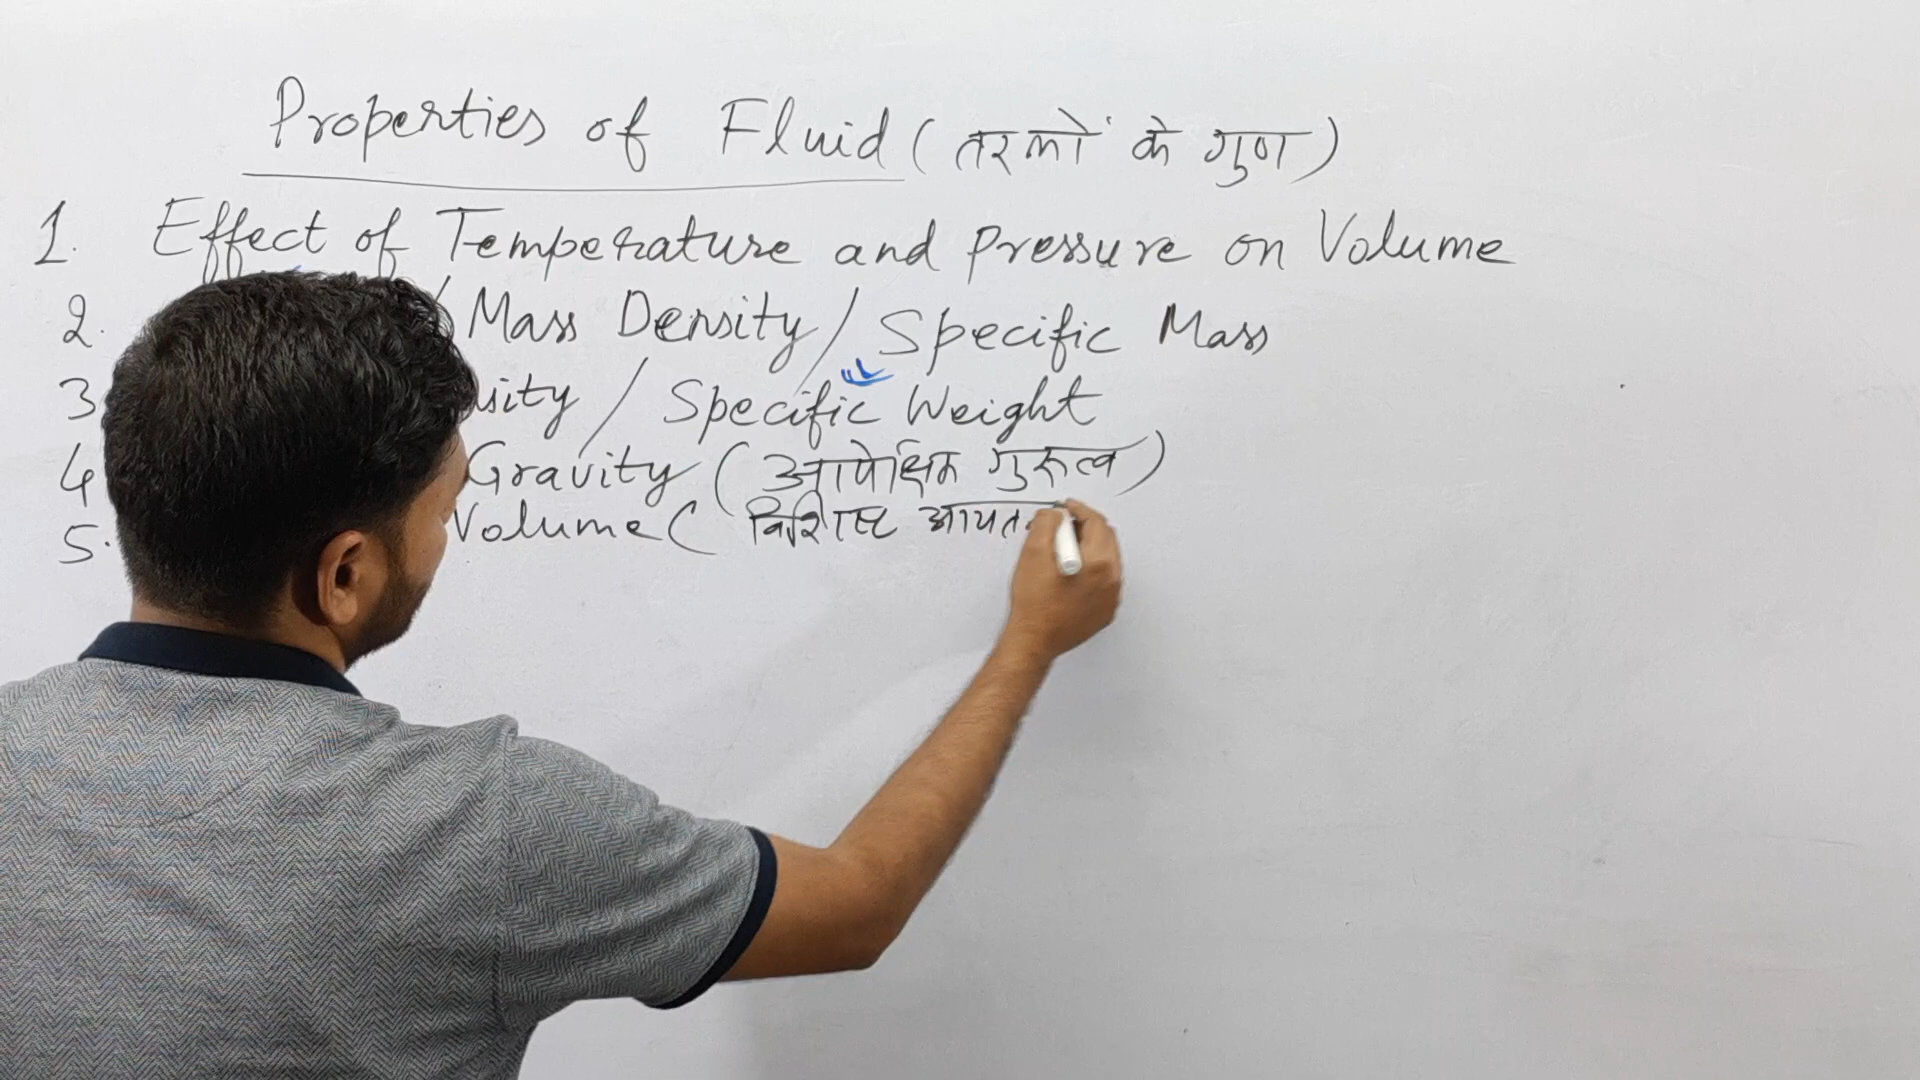 Properties of Fluid (तरलों के गुण)
1. Effect of Temperature and Pressure on Volume
2. / Mass Density / Specific Mass
3 sity / Specific Weight
4 Gravity (आपेक्षिक गुरुत्व)
5. Volume ( विशिष्ट आयत